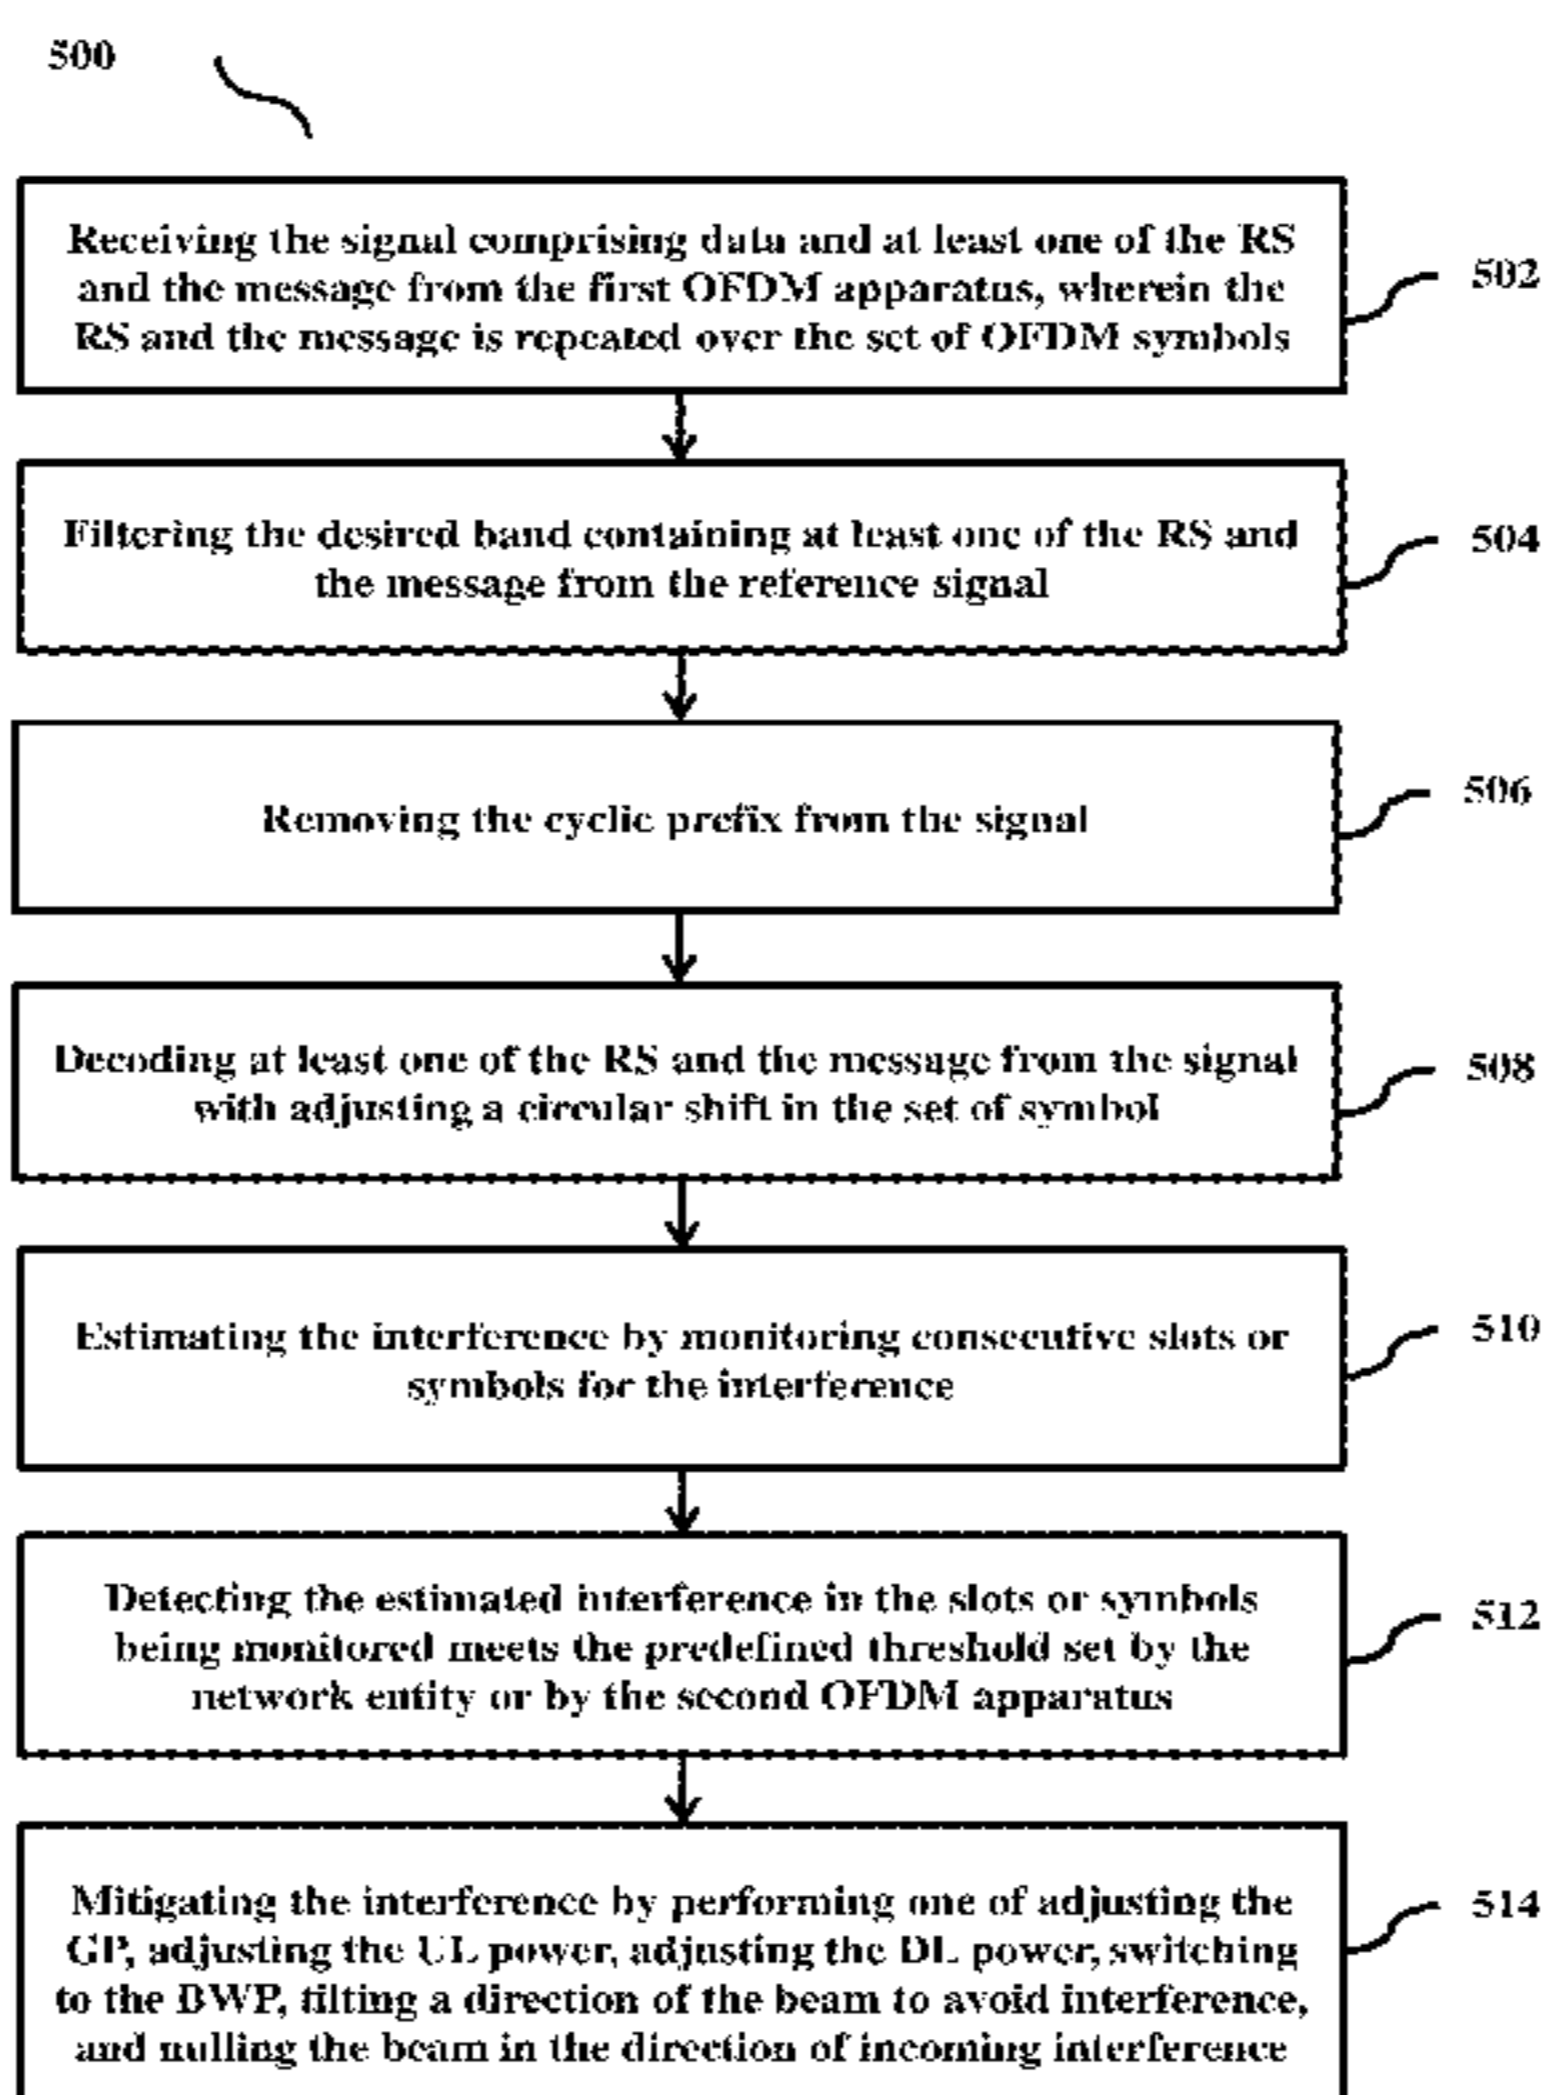 500
Receiving the signal comprising data and at least one of the RS
and the message from the first OFDM apparatus, wherein the
RS and the message is repeated over the set of OFDM symbols
502
Filtering the desired band containing at least one of the RS and
the message from the reference signal
504
Removing the cyclic prefix from the signal
506
Decoding at least one of the RS and the message from the signal
with adjusting a circular shift in the set of symbol
508
Estimating the interference by monitoring consecutive slots or
symbols for the interference
510
Detecting the estimated interference in the slots or symbols
being monitored meets the predefined threshold set by the
network entity or by the second OFDM apparatus
512
Mitigating the interference by performing one of adjusting the
GP, adjusting the UL power, adjusting the DL power, switching
to the BWP, tilting a direction of the beam to avoid interference,
and nulling the beam in the direction of incoming interference
514